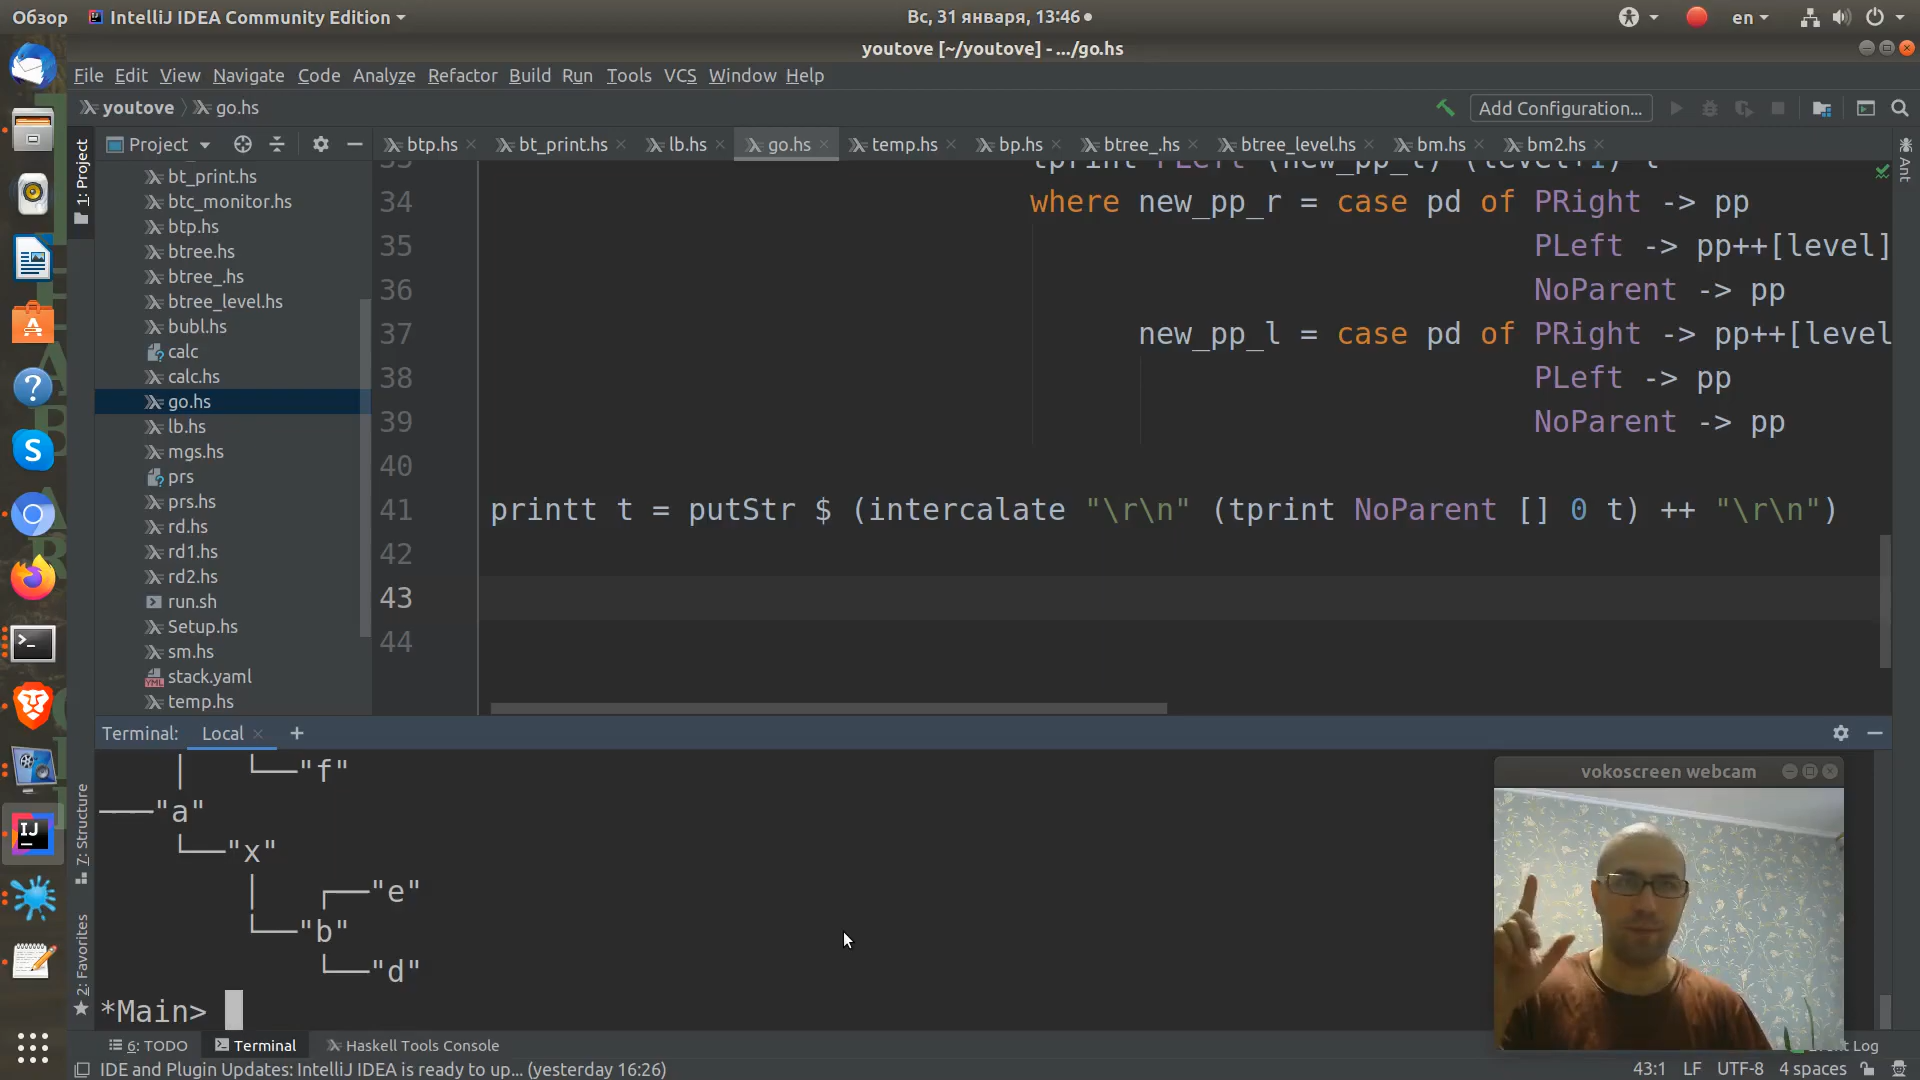 Обзор IntelliJ IDEA Community Edition Вс, 31 января, 13:46 en
youtove [~/youtove] - .../go.hs
File Edit View Navigate Code Analyze Refactor Build Run Tools VCS Window Help
youtove go.hs Add Configuration...
1: Project
Project
btp.hs bt_print.hs lb.hs go.hs temp.hs bp.hs btree_.hs btree_level.hs bm.hs bm2.hs
Ant
bt_print.hs
btc_monitor.hs
btp.hs
btree.hs
btree_.hs
btree_level.hs
bubl.hs
calc
calc.hs
go.hs
lb.hs
mgs.hs
prs
prs.hs
rd.hs
rd1.hs
rd2.hs
run.sh
Setup.hs
sm.hs
stack.yaml
temp.hs
34 where new_pp_r = case pd of PRight -> pp
35 PLeft -> pp++[level]
36 NoParent -> pp
37 new_pp_l = case pd of PRight -> pp++[level
38 PLeft -> pp
39 NoParent -> pp
40
41 printt t = putStr $ (intercalate "\r\n" (tprint NoParent [] 0 t) ++ "\r\n")
42
43
44
Terminal: Local +
│   └──"f"
───"a"
└──"x"
│   ┌──"e"
└──"b"
└──"d"
*Main>
vokoscreen webcam
7: Structure
2: Favorites
6: TODO Terminal Haskell Tools Console Event Log
IDE and Plugin Updates: IntelliJ IDEA is ready to up... (yesterday 16:26) 43:1 LF UTF-8 4 spaces